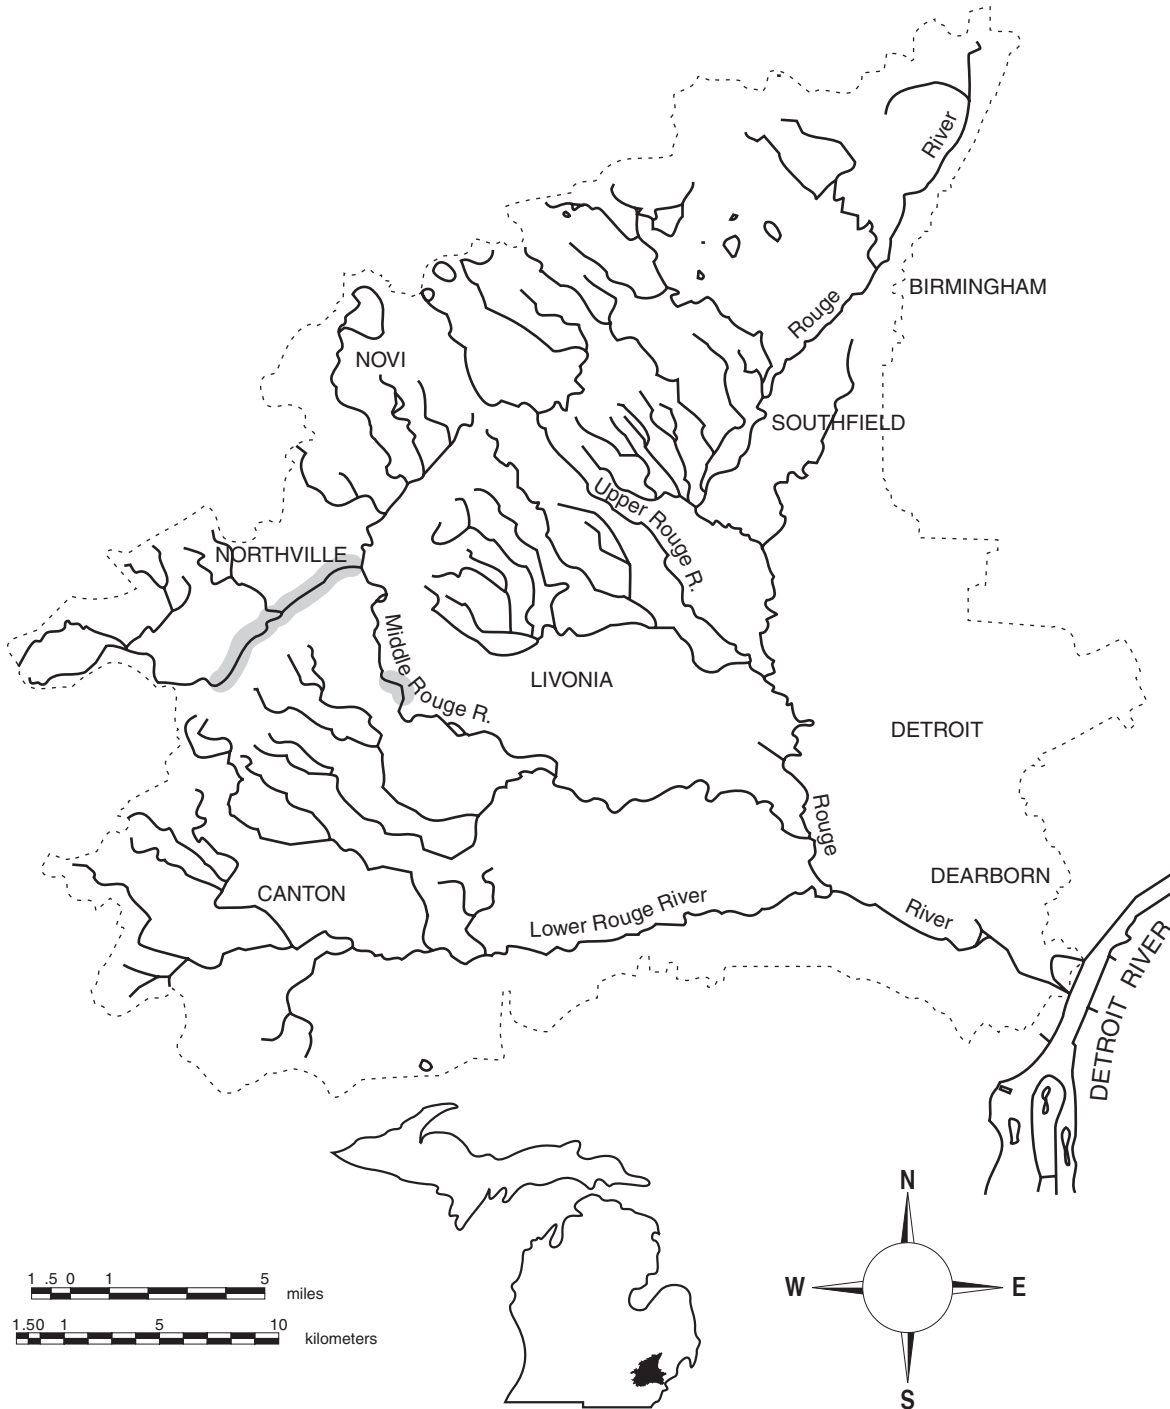 River
BIRMINGHAM
Rouge
NOVI
SOUTHFIELD
Upper Rouge R.
NORTHVILLE
Middle Rouge R.
LIVONIA
DETROIT
Rouge
DEARBORN
CANTON
Lower Rouge River
River
DETROIT RIVER
N
W E
S
1 .5 0 1 5 miles
1.50 1 5 10 kilometers